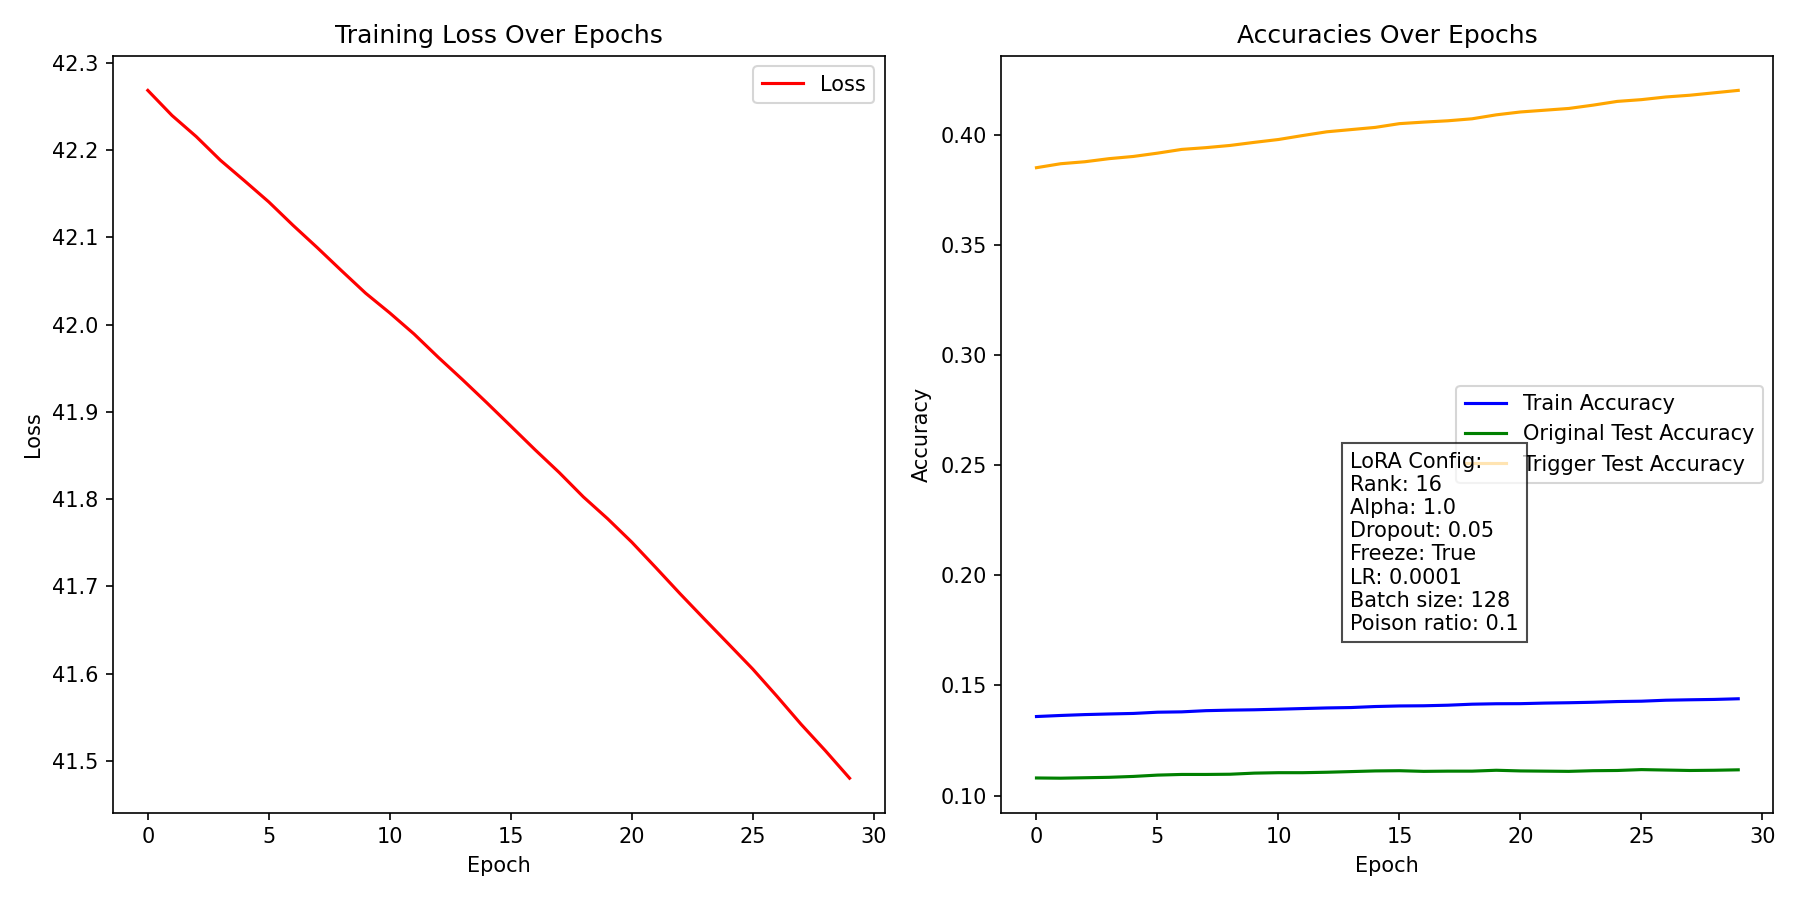 Training Loss Over Epochs
Loss
42.3
42.2
42.1
42.0
41.9
41.8
41.7
41.6
41.5
Loss
0
5
10
15
20
25
30
Epoch
Accuracies Over Epochs
0.40
0.35
0.30
0.25
0.20
0.15
0.10
Accuracy
Train Accuracy
Original Test Accuracy
Trigger Test Accuracy
LoRA Config:
Rank: 16
Alpha: 1.0
Dropout: 0.05
Freeze: True
LR: 0.0001
Batch size: 128
Poison ratio: 0.1
0
5
10
15
20
25
30
Epoch